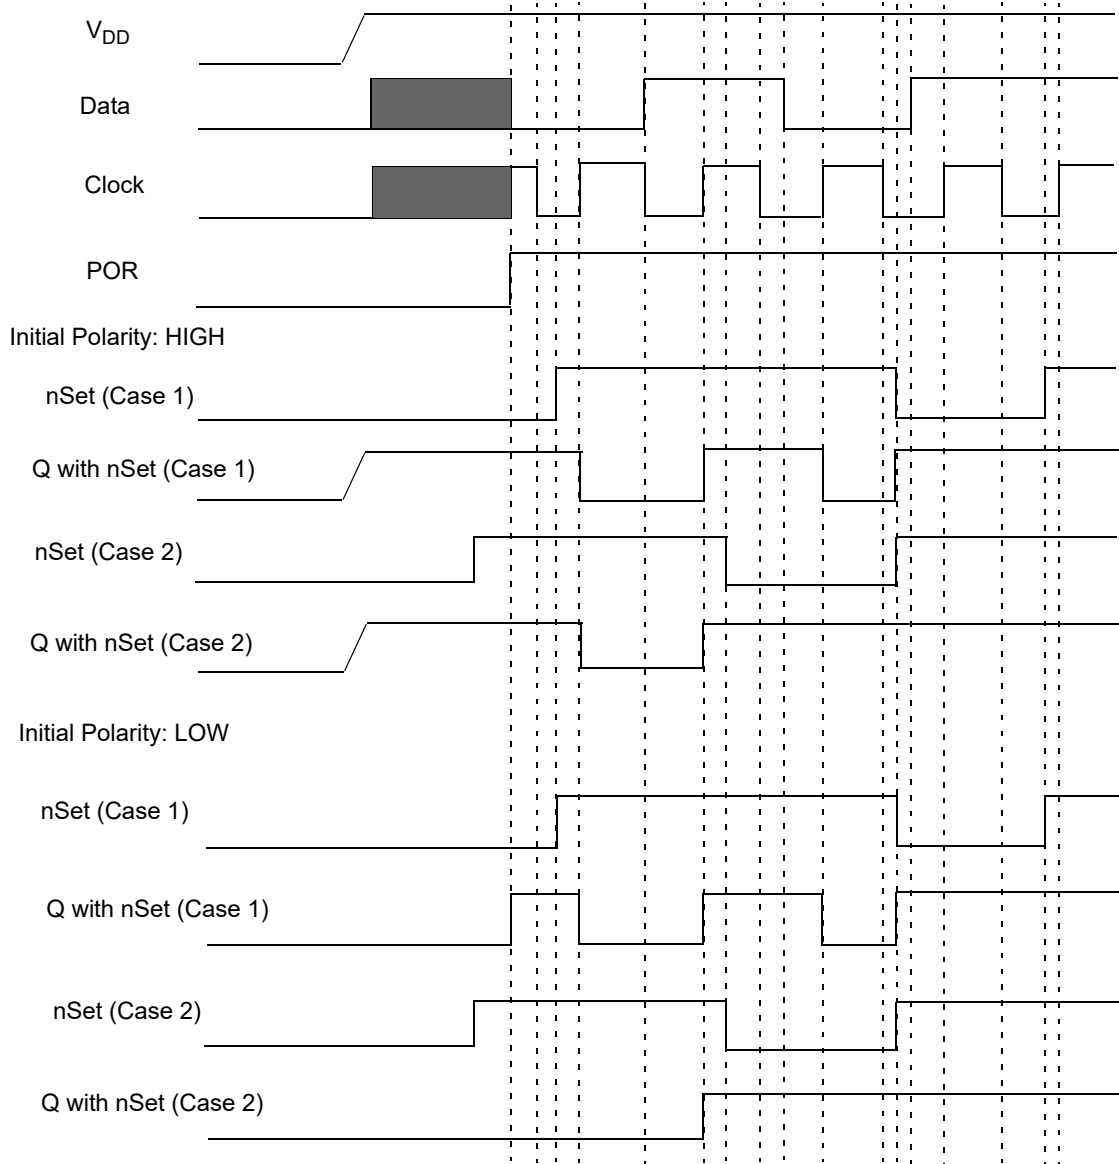 VDD
Data
Clock
POR
Initial Polarity: HIGH
nSet (Case 1)
Q with nSet (Case 1)
nSet (Case 2)
Q with nSet (Case 2)
Initial Polarity: LOW
nSet (Case 1)
Q with nSet (Case 1)
nSet (Case 2)
Q with nSet (Case 2)